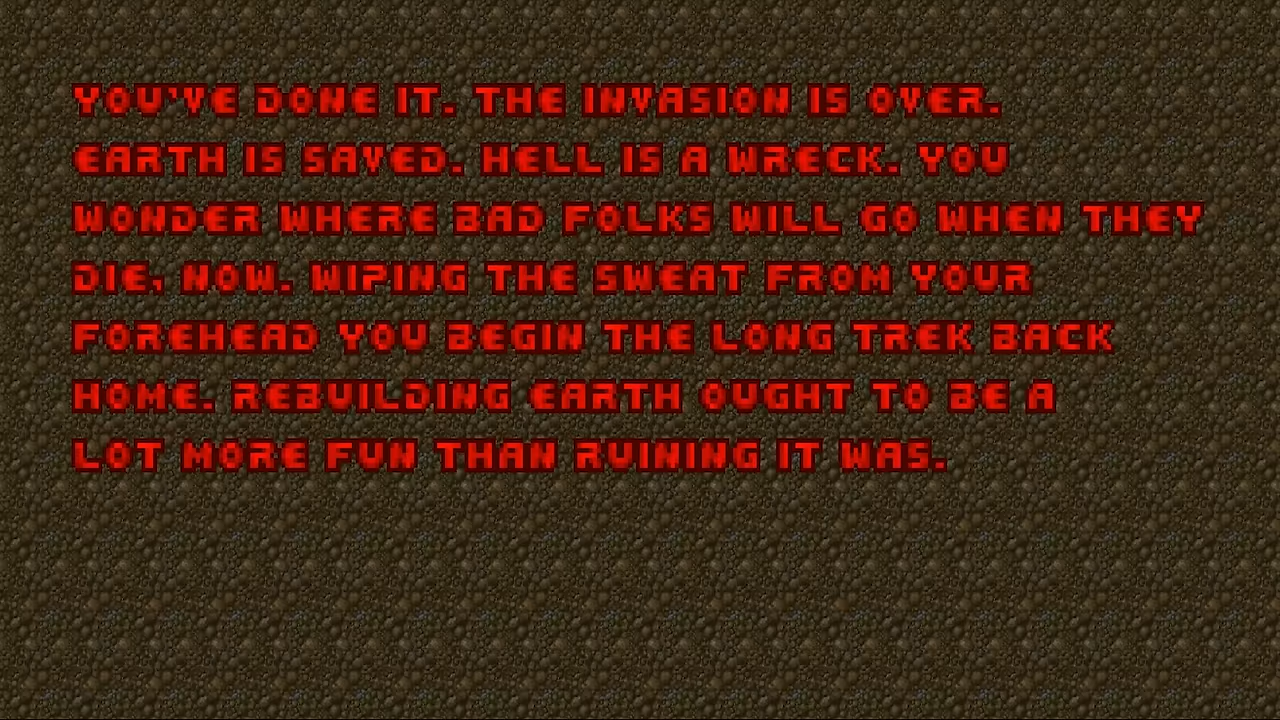 YOU'VE DONE IT. THE INVASION IS OVER.
EARTH IS SAVED. HELL IS A WRECK. YOU
WONDER WHERE BAD FOLKS WILL GO WHEN THEY
DIE, NOW. WIPING THE SWEAT FROM YOUR
FOREHEAD YOU BEGIN THE LONG TREK BACK
HOME. REBUILDING EARTH OUGHT TO BE A
LOT MORE FUN THAN RUINING IT WAS.